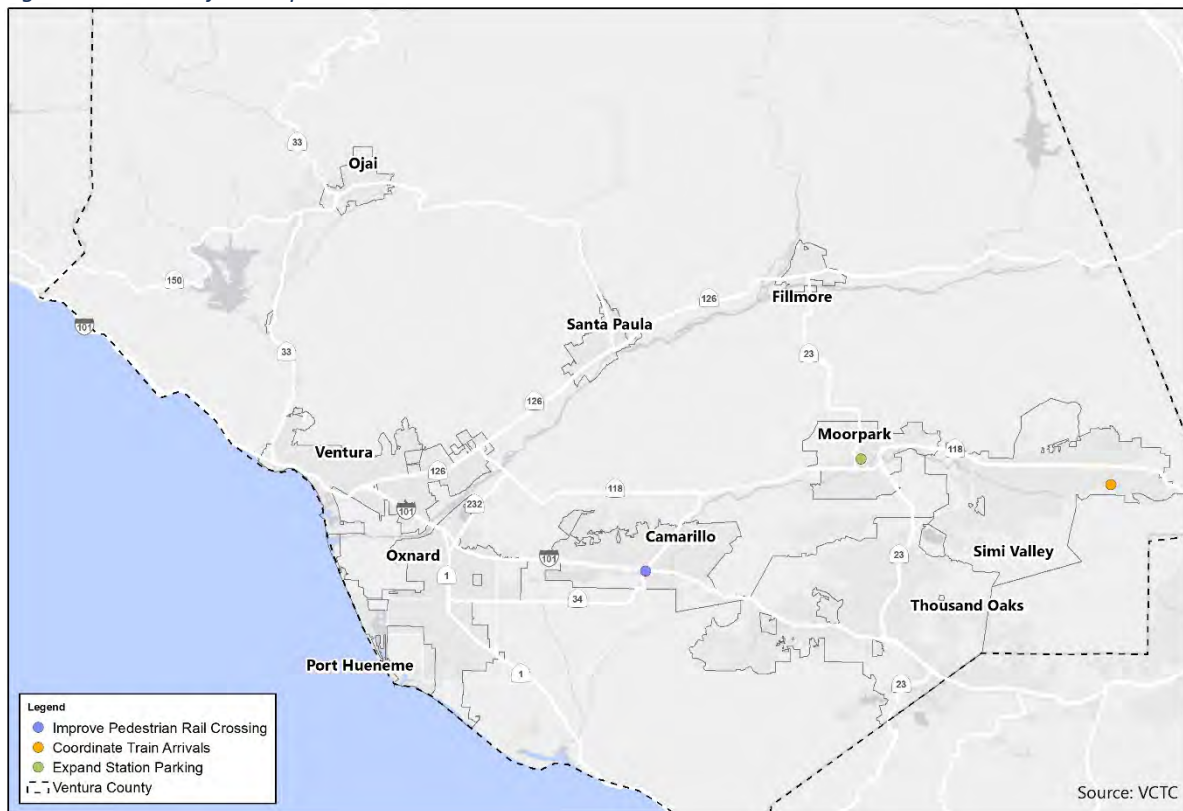 33
Ojai
150
Fillmore
126
Santa Paula
101
33
23
126
Moorpark
118
Ventura
126
118
232
101
Camarillo
Oxnard
101
Simi Valley
23
1
34
Thousand Oaks
Port Hueneme
1
23
Legend
Improve Pedestrian Rail Crossing
Coordinate Train Arrivals
Expand Station Parking
Ventura County
Source: VCTC